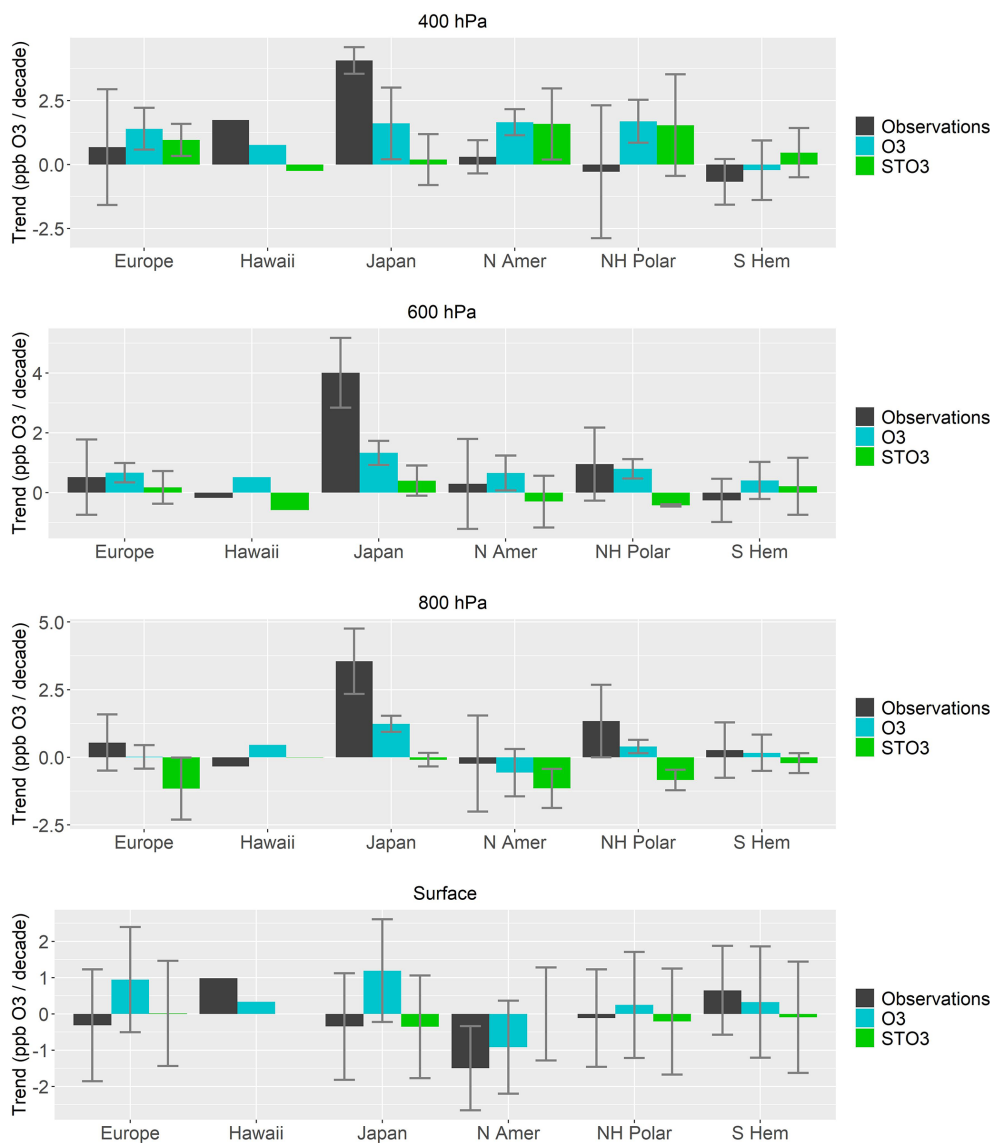 400 hPa
Trend (ppb O3 / decade)
2.5
0.0
-2.5
Europe Hawaii Japan N Amer NH Polar S Hem
Observations
O3
STO3
600 hPa
Trend (ppb O3 / decade)
4
2
0
Europe Hawaii Japan N Amer NH Polar S Hem
Observations
O3
STO3
800 hPa
Trend (ppb O3 / decade)
5.0
2.5
0.0
-2.5
Europe Hawaii Japan N Amer NH Polar S Hem
Observations
O3
STO3
Surface
Trend (ppb O3 / decade)
2
1
0
-1
-2
Europe Hawaii Japan N Amer NH Polar S Hem
Observations
O3
STO3